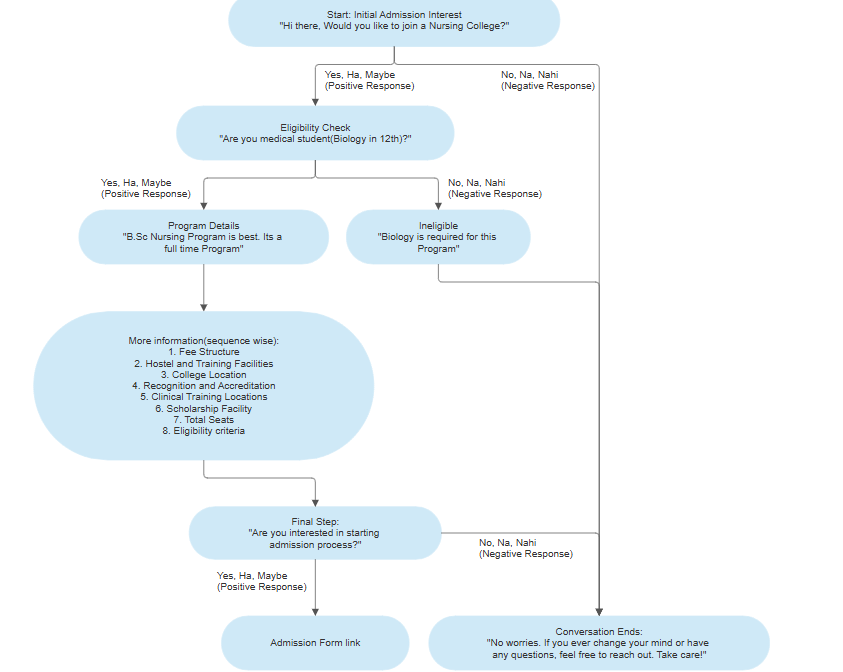 Start: Initial Admission Interest
"Hi there, Would you like to join a Nursing College?"
Yes, Ha, Maybe
(Positive Response)
No, Na, Nahi
(Negative Response)
Eligibility Check
"Are you medical student(Biology in 12th)?"
Yes, Ha, Maybe
(Positive Response)
No, Na, Nahi
(Negative Response)
Program Details
"B.Sc Nursing Program is best. Its a
full time Program"
Ineligible
"Biology is required for this
Program"
More information(sequence wise):
1. Fee Structure
2. Hostel and Training Facilities
3. College Location
4. Recognition and Accreditation
5. Clinical Training Locations
6. Scholarship Facility
7. Total Seats
8. Eligibility criteria
Final Step:
"Are you interested in starting
admission process?"
No, Na, Nahi
(Negative Response)
Yes, Ha, Maybe
(Positive Response)
Admission Form link
Conversation Ends:
"No worries. If you ever change your mind or have
any questions, feel free to reach out. Take care!"